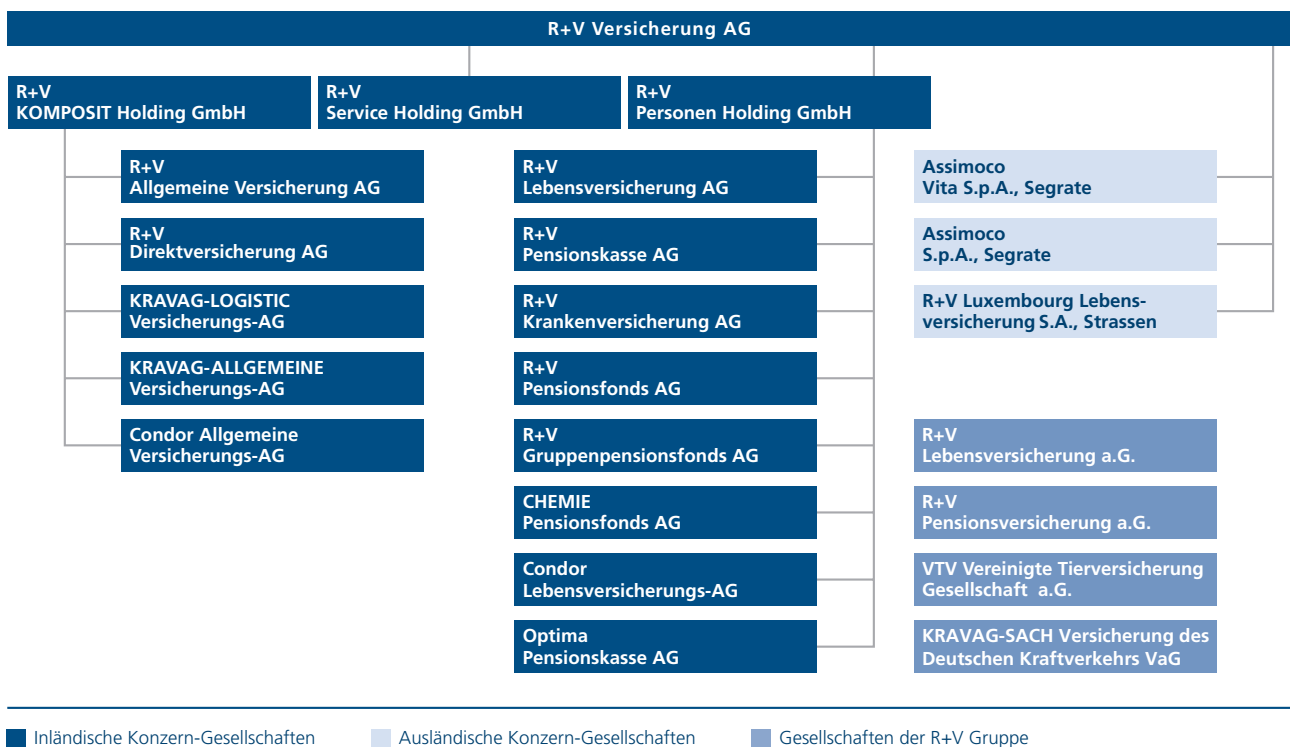 R+V Versicherung AG
R+V
KOMPOSIT Holding GmbH
R+V
Service Holding GmbH
R+V
Personen Holding GmbH
R+V
Allgemeine Versicherung AG
R+V
Direktversicherung AG
KRAVAG-LOGISTIC
Versicherungs-AG
KRAVAG-ALLGEMEINE
Versicherungs-AG
Condor Allgemeine
Versicherungs-AG
R+V
Lebensversicherung AG
R+V
Pensionskasse AG
R+V
Krankenversicherung AG
R+V
Pensionsfonds AG
R+V
Gruppenpensionsfonds AG
CHEMIE
Pensionsfonds AG
Condor
Lebensversicherungs-AG
Optima
Pensionskasse AG
Assimoco
Vita S.p.A., Segrate
Assimoco
S.p.A., Segrate
R+V Luxembourg Lebens-
versicherung S.A., Strassen
R+V
Lebensversicherung a.G.
R+V
Pensionsversicherung a.G.
VTV Vereinigte Tierversicherung
Gesellschaft a.G.
KRAVAG-SACH Versicherung des
Deutschen Kraftverkehrs VaG
Inländische Konzern-Gesellschaften
Ausländische Konzern-Gesellschaften
Gesellschaften der R+V Gruppe